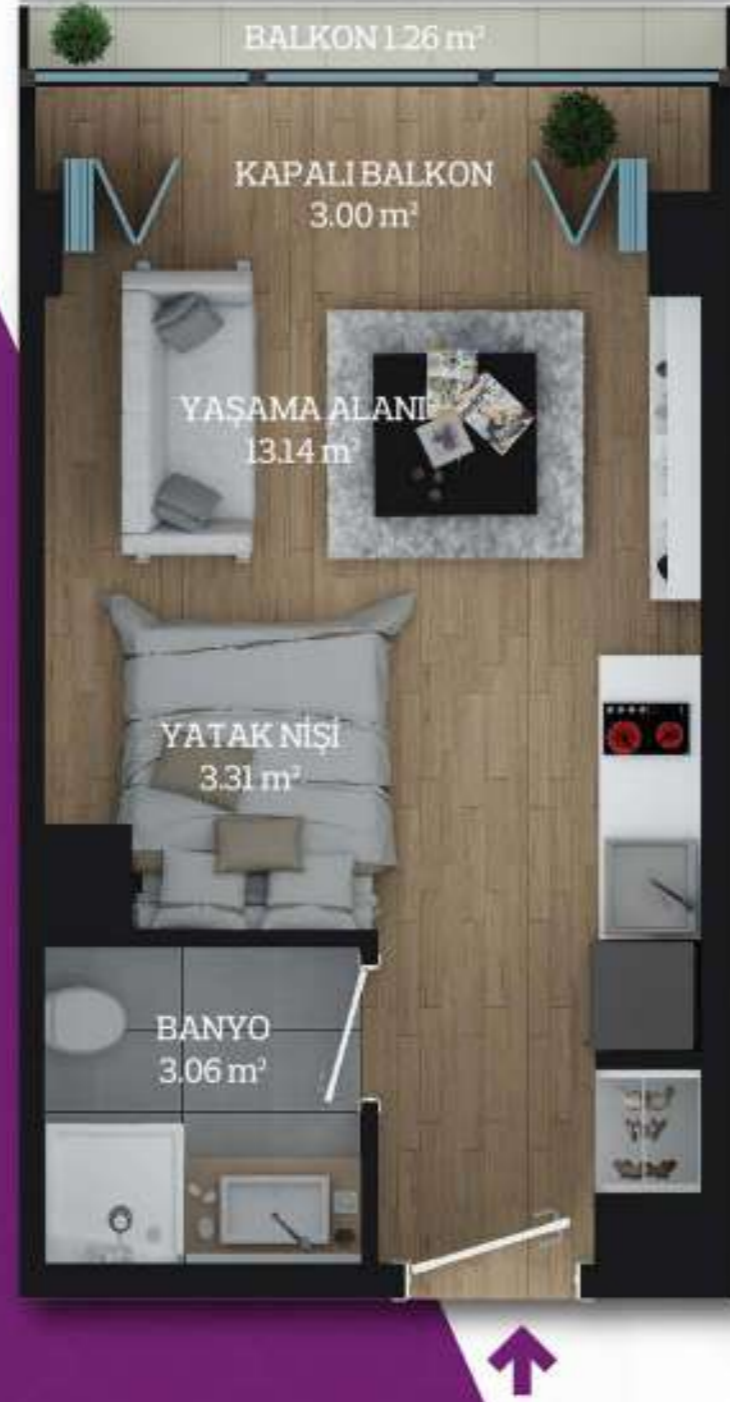 BALKON 1.26 m²
KAPALI BALKON
3.00 m²
YAŞAMA ALANI
13.14 m²
YATAK NİŞİ
3.31 m²
BANYO
3.06 m²